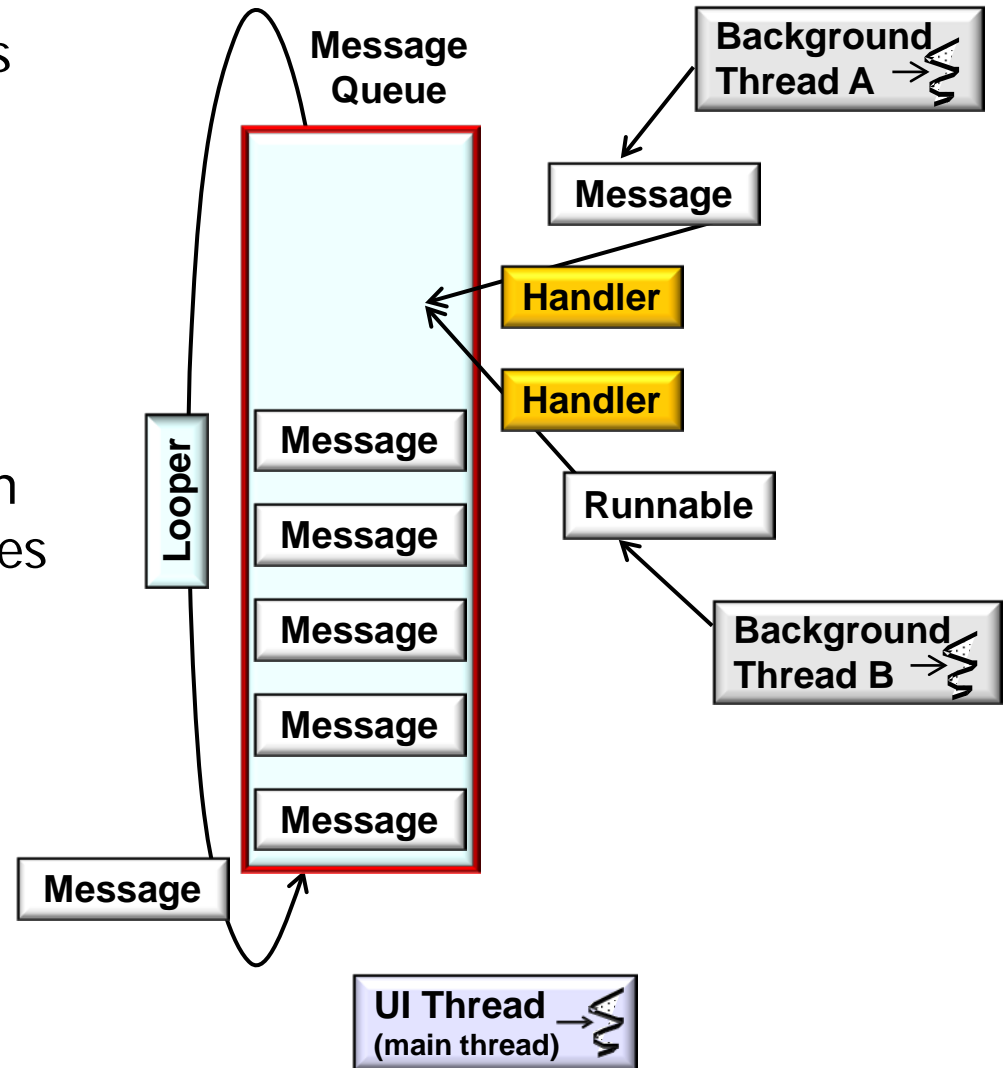 s
Message
Queue
Background
Thread A
Message
Handler
Handler
Message
Looper
n
Runnable
Message
es
Message
Background
Thread B
Message
Message
Message
UI Thread
(main thread)